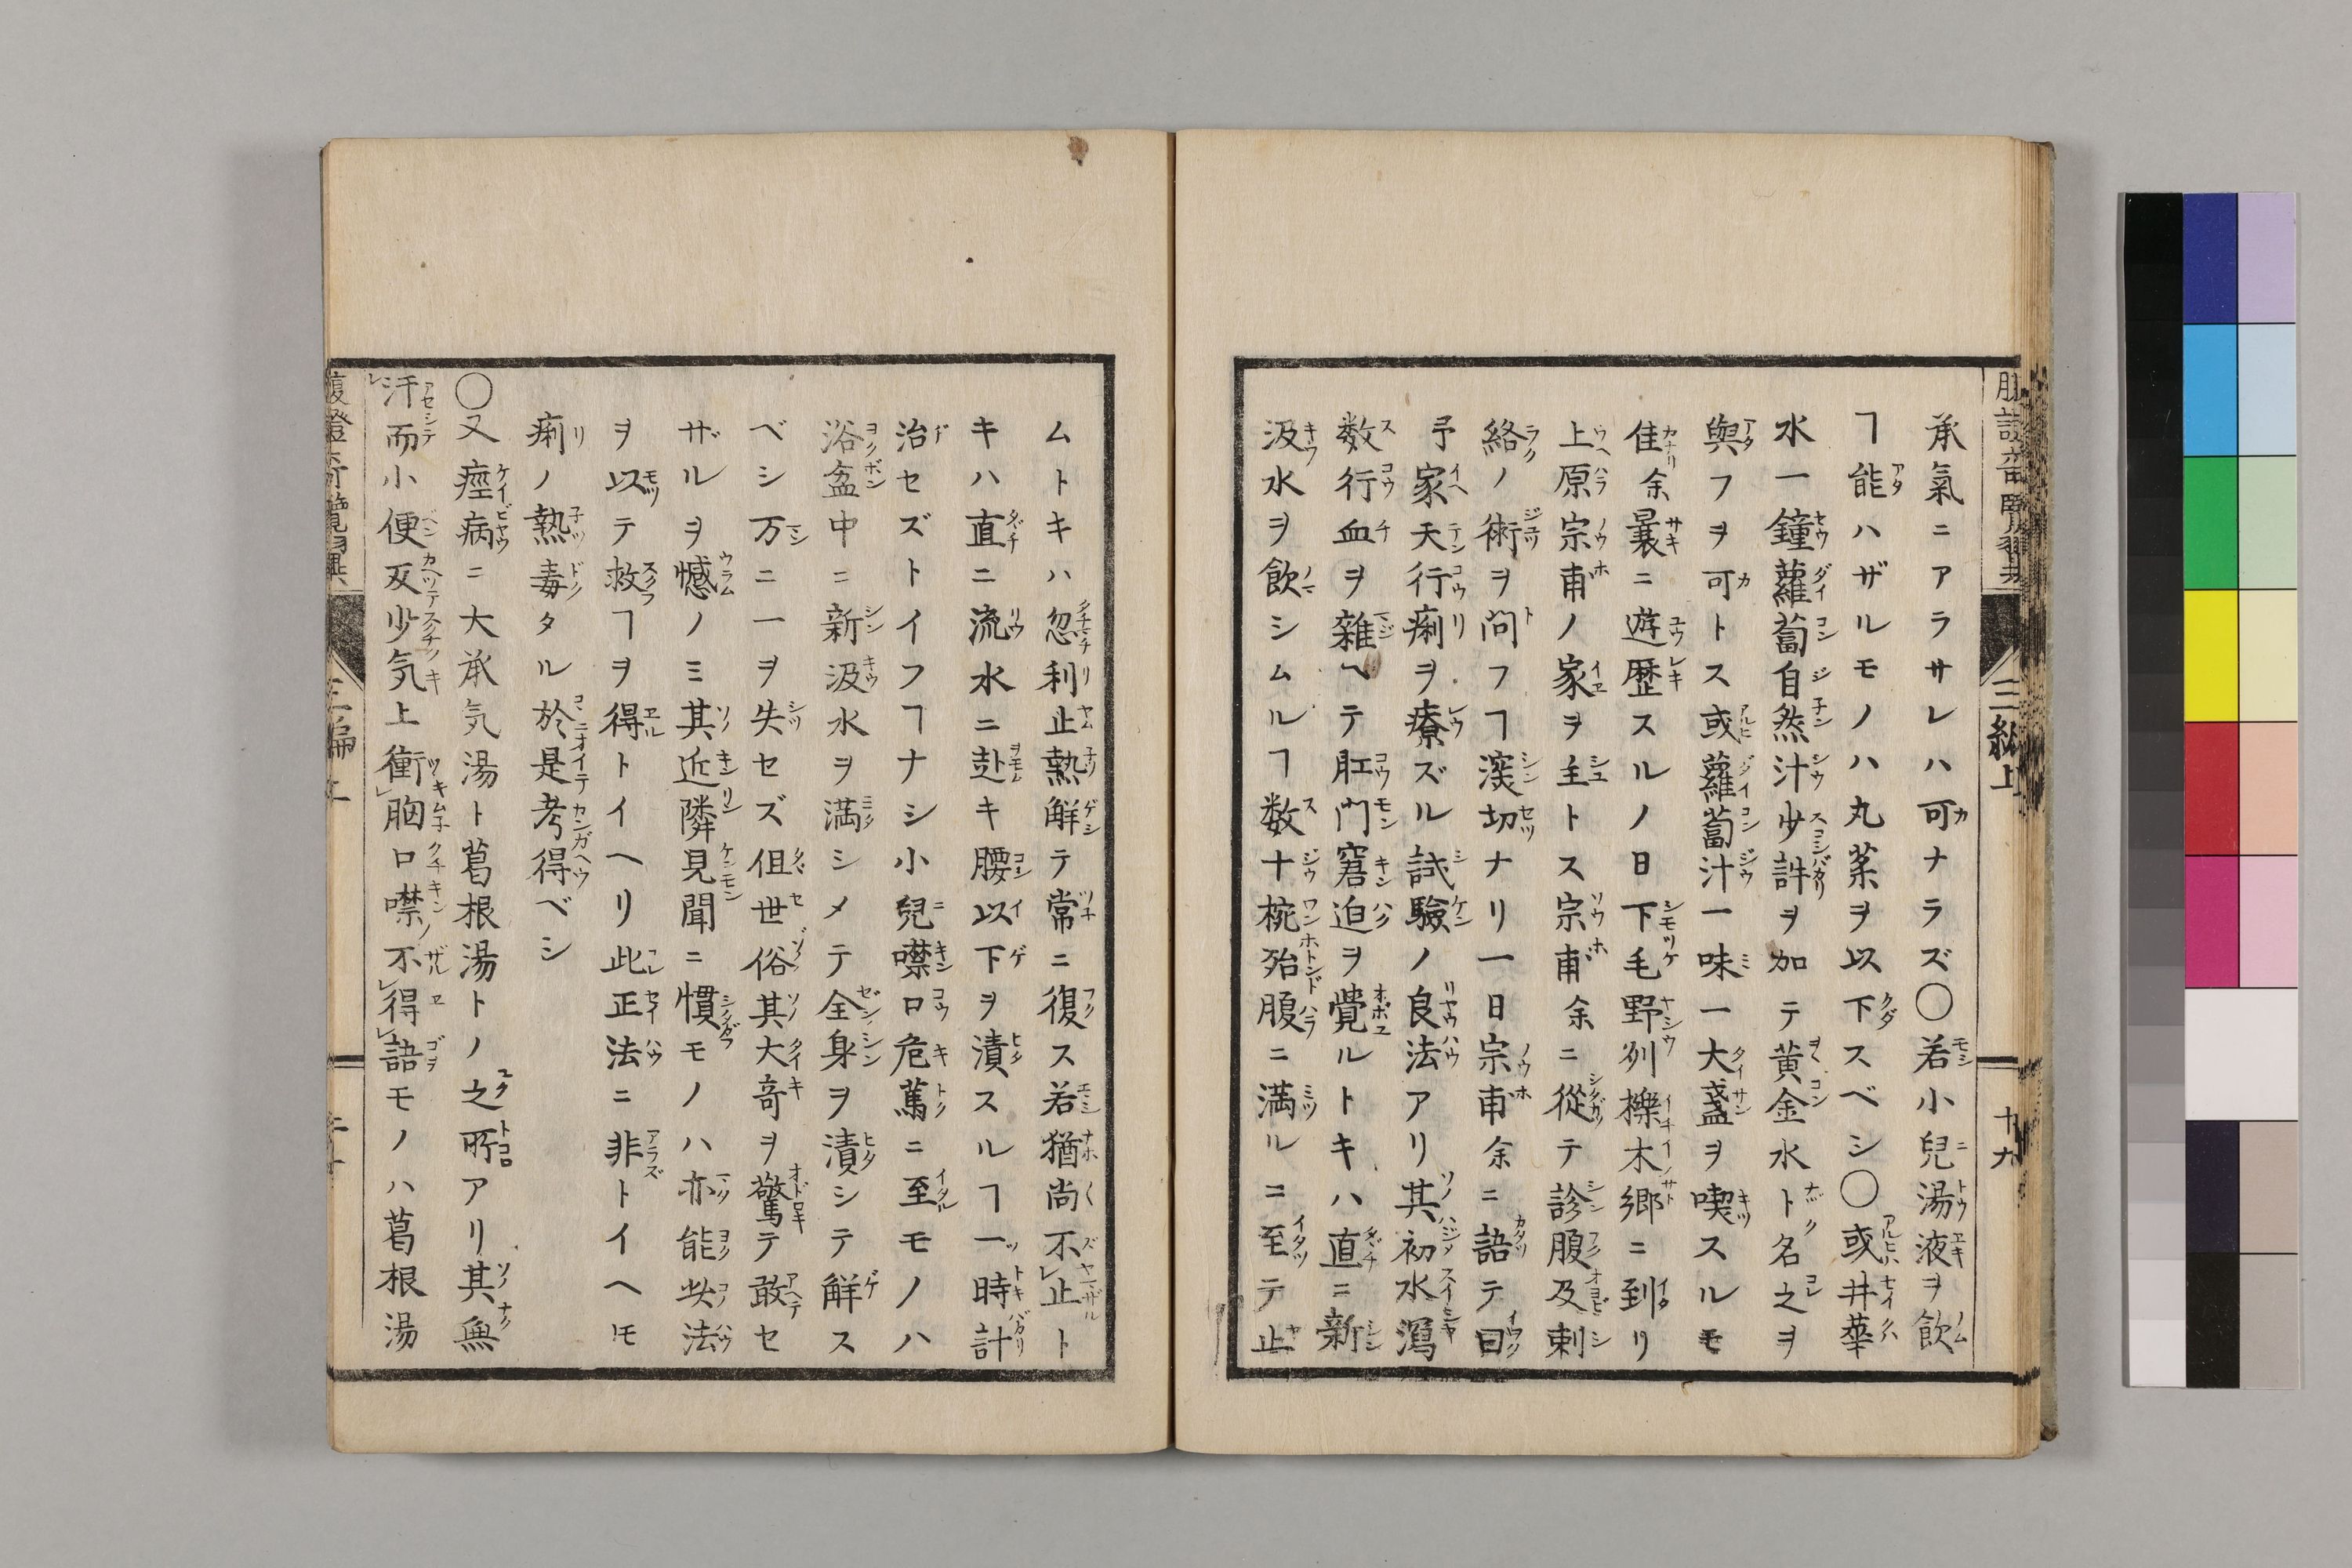 承氣ニアラサレハ可ナラズ〇若小兒湯液ヲ飲
ヿ能ハザルモノハ丸薬ヲ以下スベシ〇或井華
水一鐘蘿蔔自然汁少許ヲ加テ黄金水ト名之ヲ
與フヲ可トス或蘿蔔汁一味一大盞ヲ喫スルモ
佳余曩ニ遊歴スルノ日下毛野列櫟木郷ニ到リ
上原宗甫ノ家ヲ主トス宗甫余ニ從テ診腹及刺
絡ノ術ヲ問フヿ深切ナリ一日宗甫余ニ語テ曰
予家天行痢ヲ療ズル試驗ノ良法アリ其初水瀉
数行血ヲ雜ヘテ肛門窘迫ヲ覺ルトキハ直ニ新
汲水ヲ飲シムルヿ数十椀殆腹ニ満ルニ至テ止
ムトキハ忽利止熱解テ常ニ復ス若猶尚不止ト
キハ直ニ流水ニ赴キ腰以下ヲ漬スルヿ一時計
治セズトイフヿナシ小兒噤口危篤ニ至モノハ
浴盆中ニ新汲水ヲ満シメテ全身ヲ漬シテ解ス
ベシ万ニ一ヲ失セズ但世俗其大奇ヲ驚テ敢セ
ザルヲ憾ノミ其近隣見聞ニ慣モノハ亦能此法
ヲ以テ救フヿヲ得トイヘリ此正法ニ非トイヘモ
痢ノ熱毒タル於是考得ベシ
〇又痙病ニ大承気湯ト葛根湯トノ之所アリ其無
汗而小便反少気上衝胸口噤不得語モノハ葛根湯